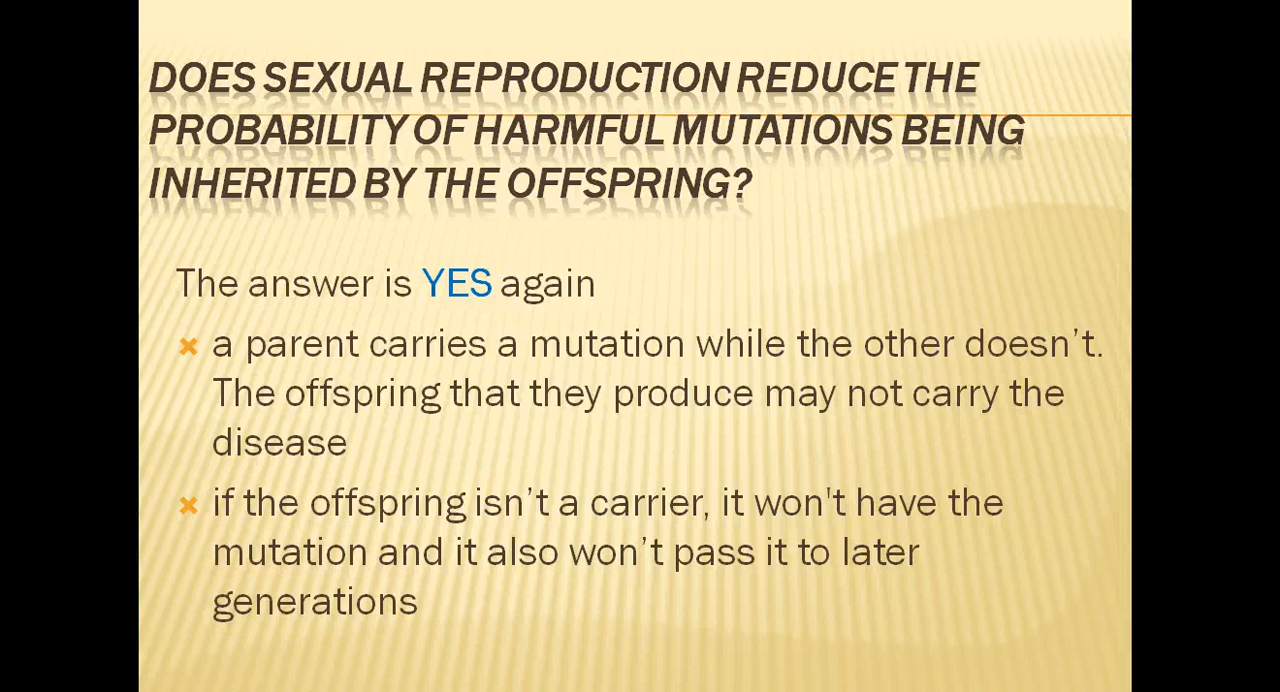 DOES SEXUAL REPRODUCTION REDUCE THE
PROBABILITY OF HARMFUL MUTATIONS BEING
INHERITED BY THE OFFSPRING?
The answer is YES again
a parent carries a mutation while the other doesn’t.
The offspring that they produce may not carry the
disease
if the offspring isn’t a carrier, it won't have the
mutation and it also won’t pass it to later
generations